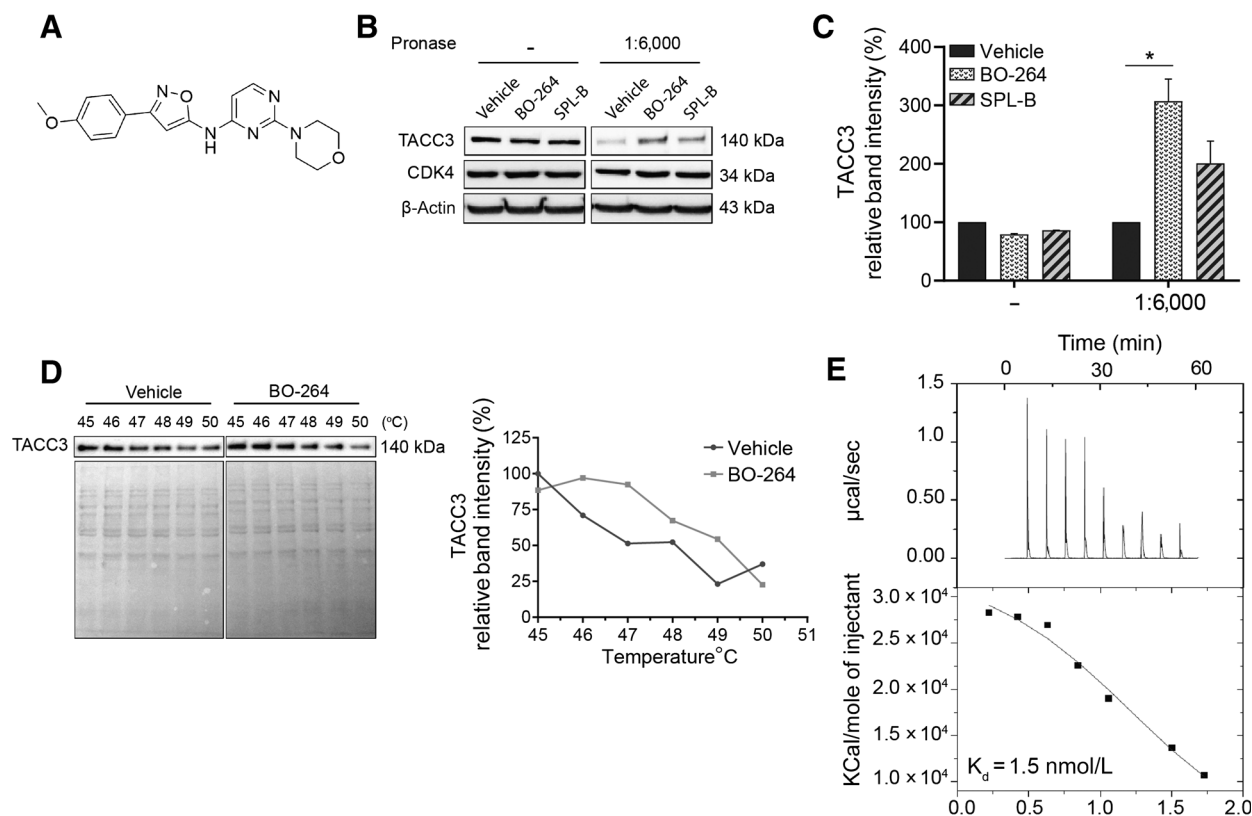 A
O
N
O
N
H
N
N
N
O
B
Pronase
–
1:6,000
Vehicle
BO-264
SPL-B
Vehicle
BO-264
SPL-B
TACC3
140 kDa
CDK4
34 kDa
β-Actin
43 kDa
C
TACC3
relative band intensity (%)
400
300
200
100
0
Vehicle
BO-264
SPL-B
*
–
1:6,000
D
Vehicle
BO-264
45 46 47 48 49 50
45 46 47 48 49 50 (°C)
TACC3
140 kDa
TACC3
relative band intensity (%)
125
100
75
50
25
0
Vehicle
BO-264
45 46 47 48 49 50 51
Temperature°C
E
Time (min)
0 30 60
µcal/sec
1.5
1.0
0.50
0.00
KCal/mole of injectant
3.0 × 10⁴
2.5 × 10⁴
2.0 × 10⁴
1.5 × 10⁴
1.0 × 10⁴
Kd = 1.5 nmol/L
0.0 0.5 1.0 1.5 2.0